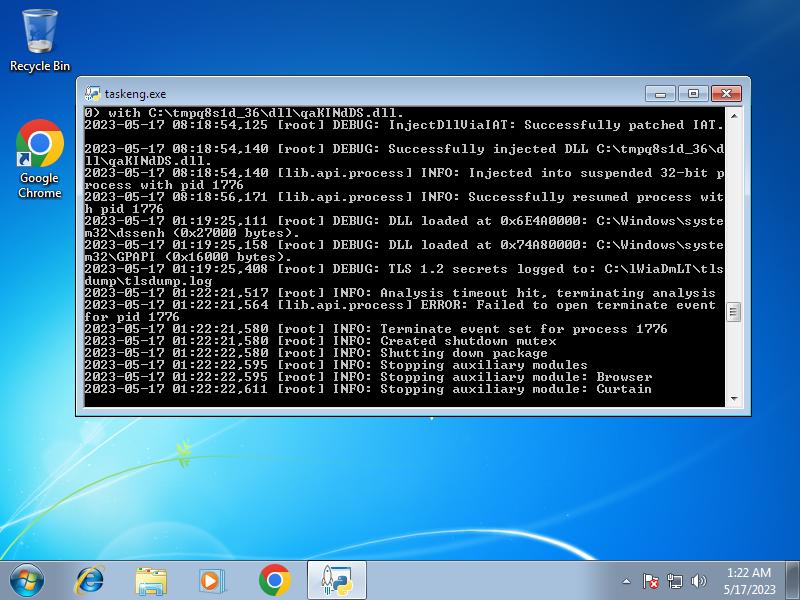 Recycle Bin
Google
Chrome
taskeng.exe
0) with C:\tmpq8s1d_36\dll\qaKINdDS.dll.
2023-05-17 08:18:54,125 [root] DEBUG: InjectDllViaIAT: Successfully patched IAT.
2023-05-17 08:18:54,140 [root] DEBUG: Successfully injected DLL C:\tmpq8s1d_36\d
ll\qaKINdDS.dll.
2023-05-17 08:18:54,140 [lib.api.process] INFO: Injected into suspended 32-bit p
rocess with pid 1776
2023-05-17 08:18:56,171 [lib.api.process] INFO: Successfully resumed process wit
h pid 1776
2023-05-17 01:19:25,111 [root] DEBUG: DLL loaded at 0x6E4A0000: C:\Windows\syste
m32\dssenh (0x27000 bytes).
2023-05-17 01:19:25,158 [root] DEBUG: DLL loaded at 0x74A80000: C:\Windows\syste
m32\GPAPI (0x16000 bytes).
2023-05-17 01:19:25,408 [root] DEBUG: TLS 1.2 secrets logged to: C:\lWiaDmLT\tls
dump\tlsdump.log
2023-05-17 01:22:21,517 [root] INFO: Analysis timeout hit, terminating analysis
2023-05-17 01:22:21,564 [lib.api.process] ERROR: Failed to open terminate event
for pid 1776
2023-05-17 01:22:21,580 [root] INFO: Terminate event set for process 1776
2023-05-17 01:22:21,580 [root] INFO: Created shutdown mutex
2023-05-17 01:22:22,580 [root] INFO: Shutting down package
2023-05-17 01:22:22,595 [root] INFO: Stopping auxiliary modules
2023-05-17 01:22:22,595 [root] INFO: Stopping auxiliary module: Browser
2023-05-17 01:22:22,611 [root] INFO: Stopping auxiliary module: Curtain
1:22 AM
5/17/2023